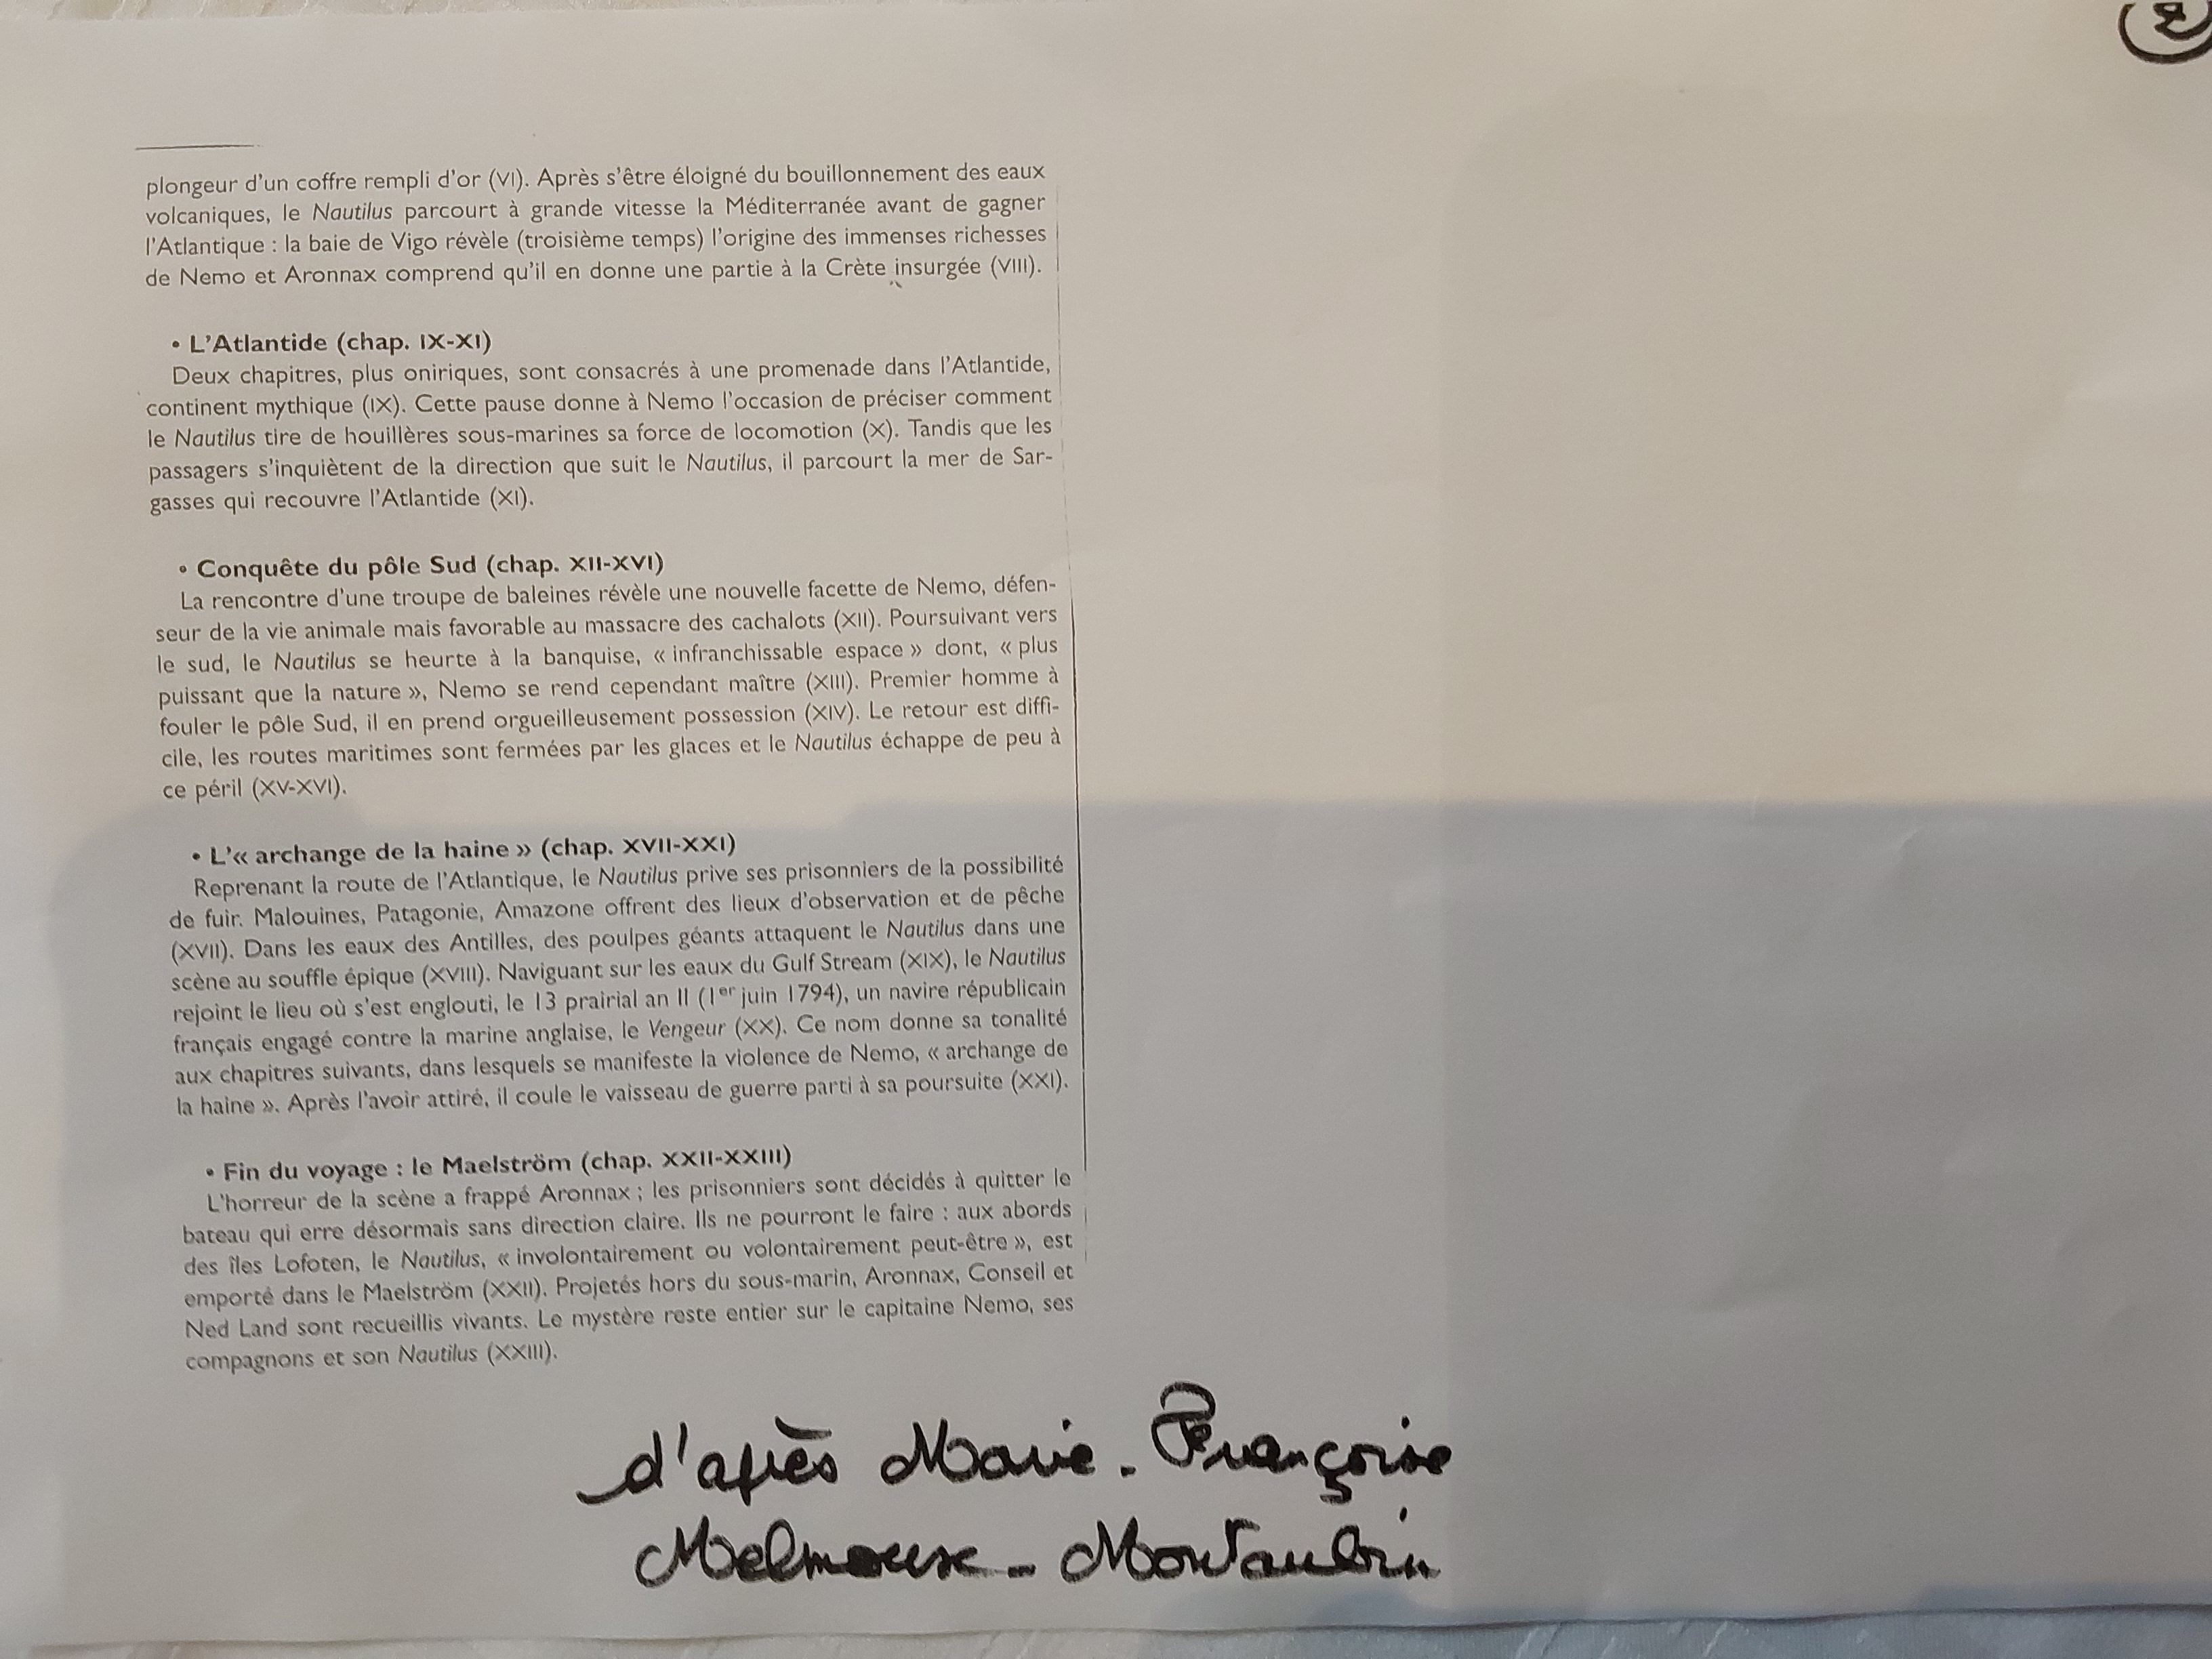 2
plongeur d'un coffre rempli d'or (VI). Après s'être éloigné du bouillonnement des eaux
volcaniques, le Nautilus parcourt à grande vitesse la Méditerranée avant de gagner
l'Atlantique : la baie de Vigo révèle (troisième temps) l'origine des immenses richesses
de Nemo et Aronnax comprend qu'il en donne une partie à la Crète insurgée (VIII).
• L'Atlantide (chap. IX-XI)
Deux chapitres, plus oniriques, sont consacrés à une promenade dans l'Atlantide,
continent mythique (IX). Cette pause donne à Nemo l'occasion de préciser comment
le Nautilus tire de houillères sous-marines sa force de locomotion (X). Tandis que les
passagers s'inquiètent de la direction que suit le Nautilus, il parcourt la mer de Sar-
gasses qui recouvre l'Atlantide (XI).
• Conquête du pôle Sud (chap. XII-XVI)
La rencontre d'une troupe de baleines révèle une nouvelle facette de Nemo, défen-
seur de la vie animale mais favorable au massacre des cachalots (XII). Poursuivant vers
le sud, le Nautilus se heurte à la banquise, « infranchissable espace » dont, « plus
puissant que la nature », Nemo se rend cependant maître (XIII). Premier homme à
fouler le pôle Sud, il en prend orgueilleusement possession (XIV). Le retour est diffi-
cile, les routes maritimes sont fermées par les glaces et le Nautilus échappe de peu à
ce péril (XV-XVI).
• L'« archange de la haine » (chap. XVII-XXI)
Reprenant la route de l'Atlantique, le Nautilus prive ses prisonniers de la possibilité
de fuir. Malouines, Patagonie, Amazone offrent des lieux d'observation et de pêche
(XVII). Dans les eaux des Antilles, des poulpes géants attaquent le Nautilus dans une
scène au souffle épique (XVIII). Naviguant sur les eaux du Gulf Stream (XIX), le Nautilus
rejoint le lieu où s'est englouti, le 13 prairial an II (1er juin 1794), un navire républicain
français engagé contre la marine anglaise, le Vengeur (XX). Ce nom donne sa tonalité
aux chapitres suivants, dans lesquels se manifeste la violence de Nemo, « archange de
la haine ». Après l'avoir attiré, il coule le vaisseau de guerre parti à sa poursuite (XXI).
• Fin du voyage : le Maelström (chap. XXII-XXIII)
L'horreur de la scène a frappé Aronnax ; les prisonniers sont décidés à quitter le
bateau qui erre désormais sans direction claire. Ils ne pourront le faire : aux abords
des îles Lofoten, le Nautilus, « involontairement ou volontairement peut-être », est
emporté dans le Maelström (XXII). Projetés hors du sous-marin, Aronnax, Conseil et
Ned Land sont recueillis vivants. Le mystère reste entier sur le capitaine Nemo, ses
compagnons et son Nautilus (XXIII).
d'après Marie-Françoise
Melmoux-Montaubin